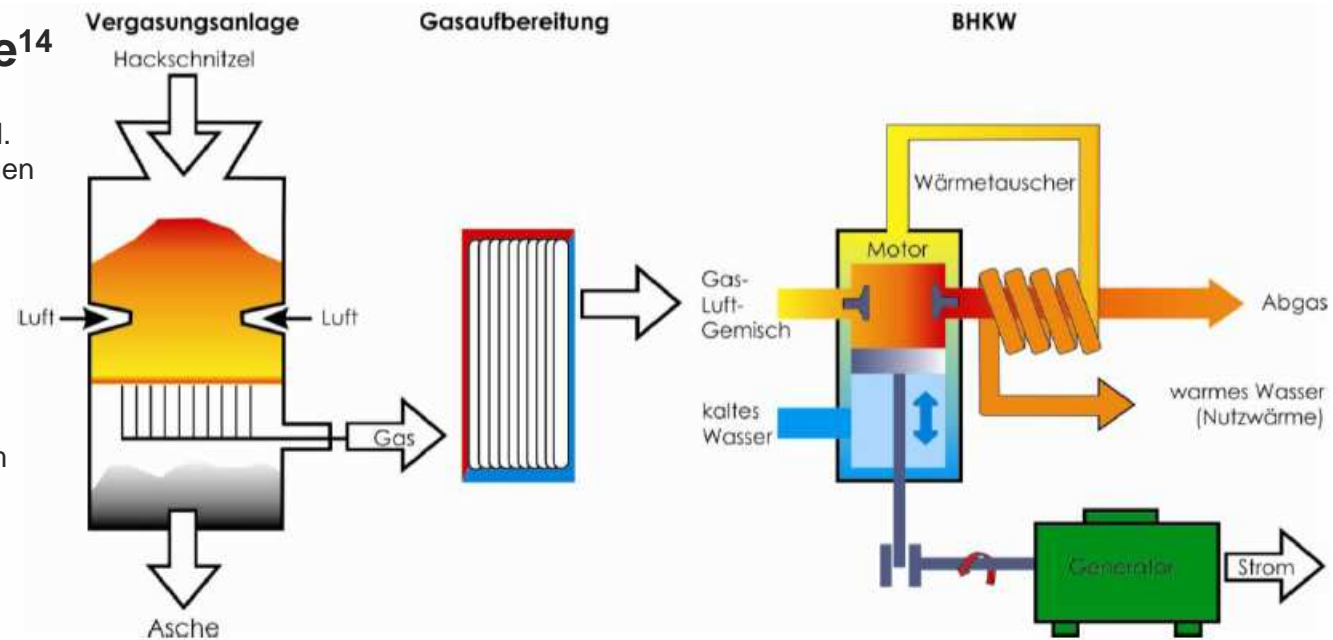 e14
l.
en
n
Vergasungsanlage
Hackschnitzel
Luft
Luft
Gas
Asche
Gasaufbereitung
BHKW
Wärmetauscher
Motor
Gas-
Luft-
Gemisch
kaltes
Wasser
Abgas
warmes Wasser
(Nutzwärme)
Generator
Strom